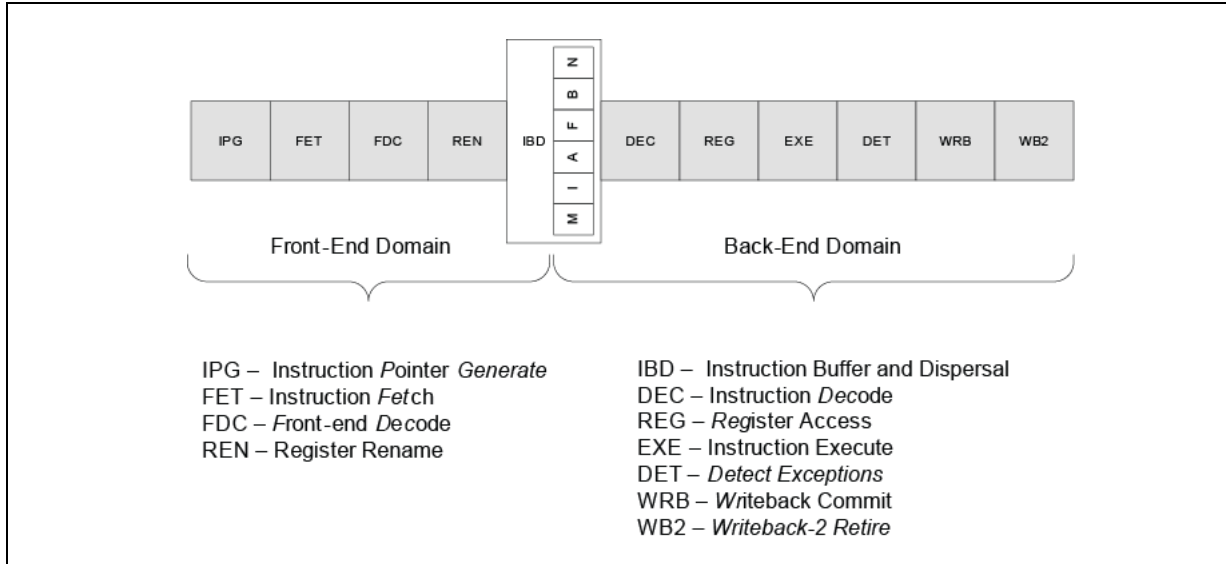 N
B
F
A
I
M
IPG FET FDC REN IBD DEC REG EXE DET WRB WB2
Front-End Domain Back-End Domain
IPG – Instruction Pointer Generate
FET – Instruction Fetch
FDC – Front-end Decode
REN – Register Rename
IBD – Instruction Buffer and Dispersal
DEC – Instruction Decode
REG – Register Access
EXE – Instruction Execute
DET – Detect Exceptions
WRB – Writeback Commit
WB2 – Writeback-2 Retire